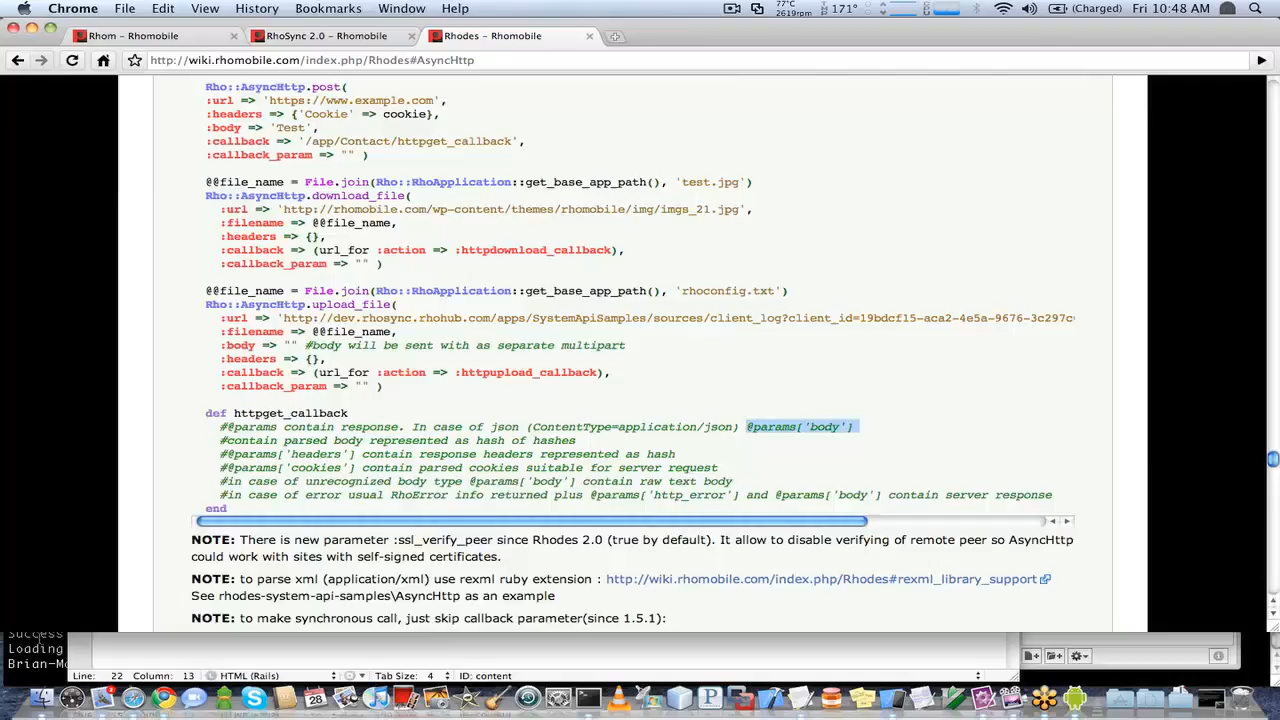 Chrome File Edit View History Bookmarks Window Help 77°C 2619rpm 171° (Charged) Fri 10:48 AM
Rhom – Rhomobile RhoSync 2.0 – Rhomobile Rhodes – Rhomobile
http://wiki.rhomobile.com/index.php/Rhodes#AsyncHttp
Rho::AsyncHttp.post(
:url => 'https://www.example.com',
:headers => {'Cookie' => cookie},
:body => 'Test',
:callback => '/app/Contact/httpget_callback',
:callback_param => "" )
@@file_name = File.join(Rho::RhoApplication::get_base_app_path(), 'test.jpg')
Rho::AsyncHttp.download_file(
:url => 'http://rhomobile.com/wp-content/themes/rhomobile/img/imgs_21.jpg',
:filename => @@file_name,
:headers => {},
:callback => (url_for :action => :httpdownload_callback),
:callback_param => "" )
@@file_name = File.join(Rho::RhoApplication::get_base_app_path(), 'rhoconfig.txt')
Rho::AsyncHttp.upload_file(
:url => 'http://dev.rhosync.rhohub.com/apps/SystemApiSamples/sources/client_log?client_id=19bdcf15-aca2-4e5a-9676-3c297c
:filename => @@file_name,
:body => "" #body will be sent with as separate multipart
:headers => {},
:callback => (url_for :action => :httpupload_callback),
:callback_param => "" )
def httpget_callback
#@params contain response. In case of json (ContentType=application/json) @params['body']
#contain parsed body represented as hash of hashes
#@params['headers'] contain response headers represented as hash
#@params['cookies'] contain parsed cookies suitable for server request
#in case of unrecognized body type @params['body'] contain raw text body
#in case of error usual RhoError info returned plus @params['http_error'] and @params['body'] contain server response
end
NOTE: There is new parameter :ssl_verify_peer since Rhodes 2.0 (true by default). It allow to disable verifying of remote peer so AsyncHttp
could work with sites with self-signed certificates.
NOTE: to parse xml (application/xml) use rexml ruby extension : http://wiki.rhomobile.com/index.php/Rhodes#rexml_library_support
See rhodes-system-api-samples\AsyncHttp as an example
NOTE: to make synchronous call, just skip callback parameter(since 1.5.1):
Success
Loading
Brian-Mo
Line: 22 Column: 13 HTML (Rails) Tab Size: 4 ID: content
28